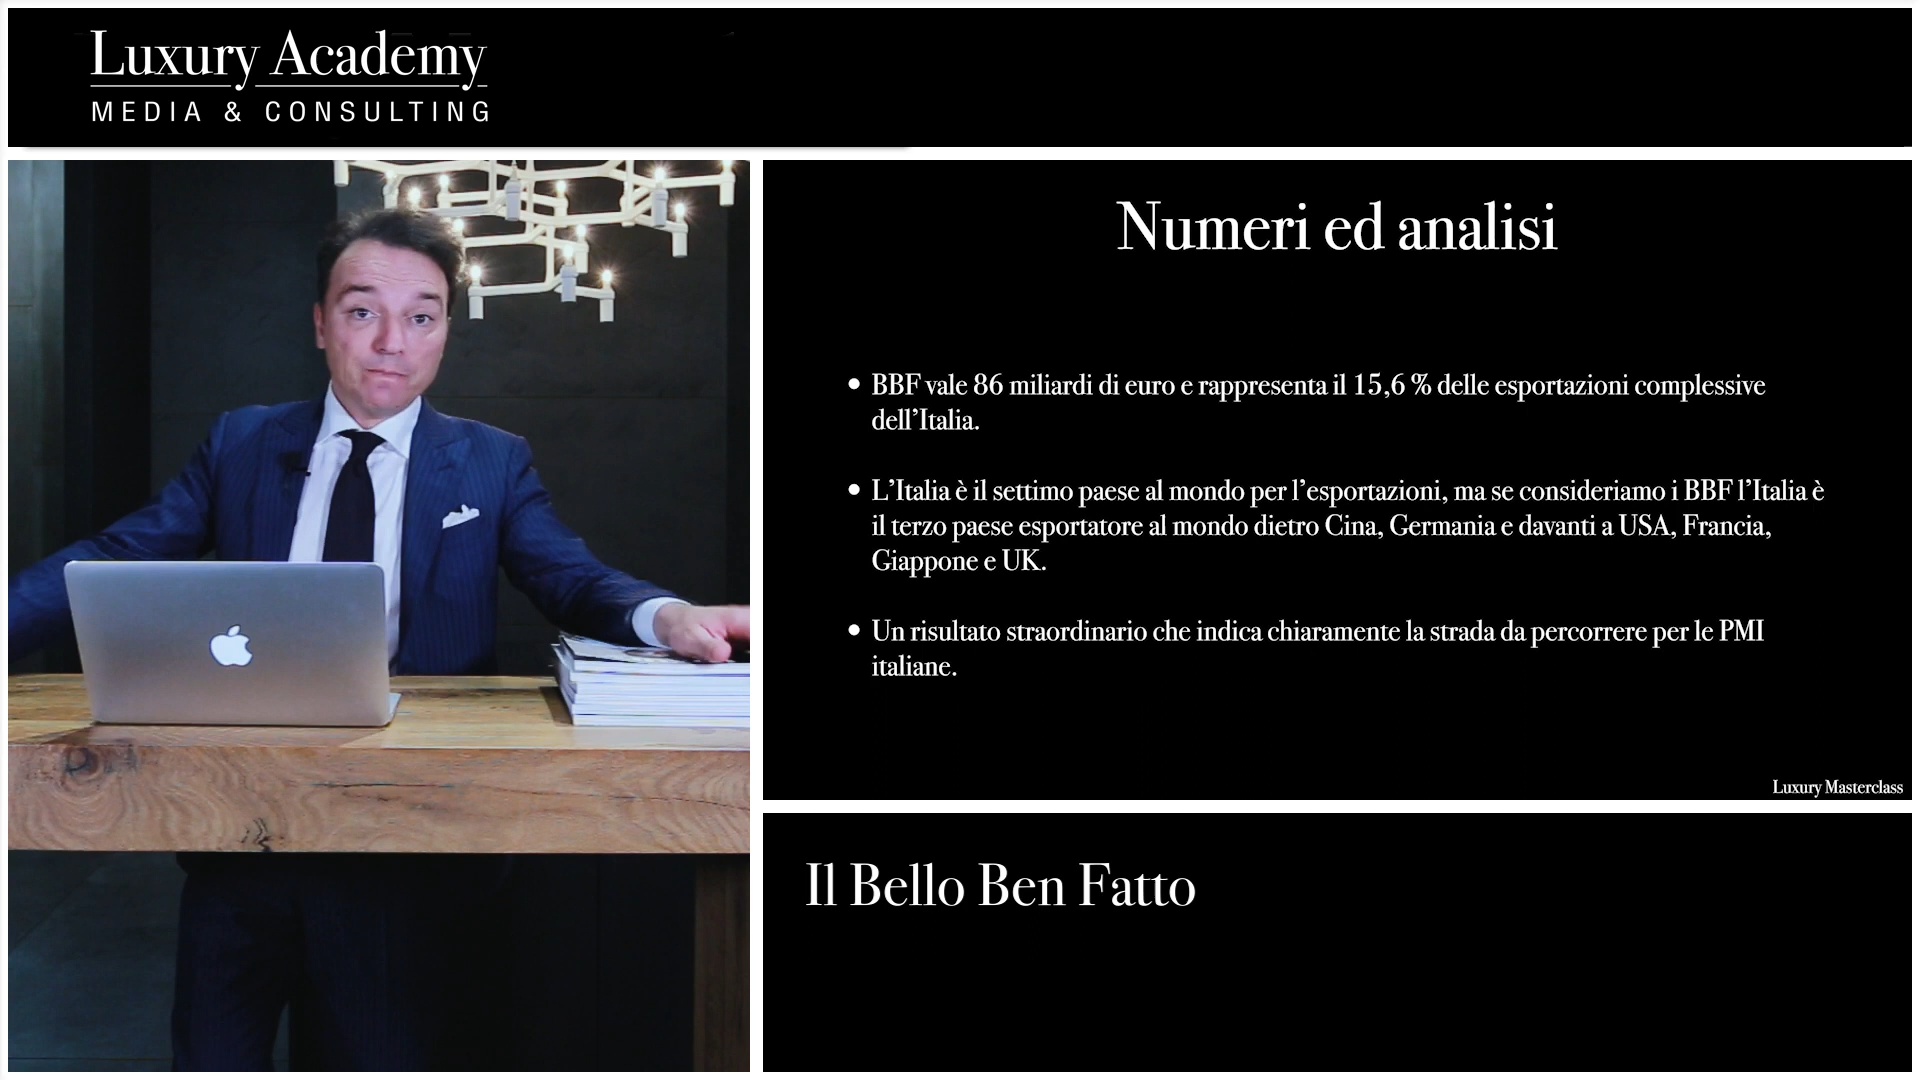 Luxury Academy
MEDIA & CONSULTING
Numeri ed analisi
• BBF vale 86 miliardi di euro e rappresenta il 15,6 % delle esportazioni complessive
dell’Italia.
• L’Italia è il settimo paese al mondo per l’esportazioni, ma se consideriamo i BBF l’Italia è
il terzo paese esportatore al mondo dietro Cina, Germania e davanti a USA, Francia,
Giappone e UK.
• Un risultato straordinario che indica chiaramente la strada da percorrere per le PMI
italiane.
Luxury Masterclass
Il Bello Ben Fatto